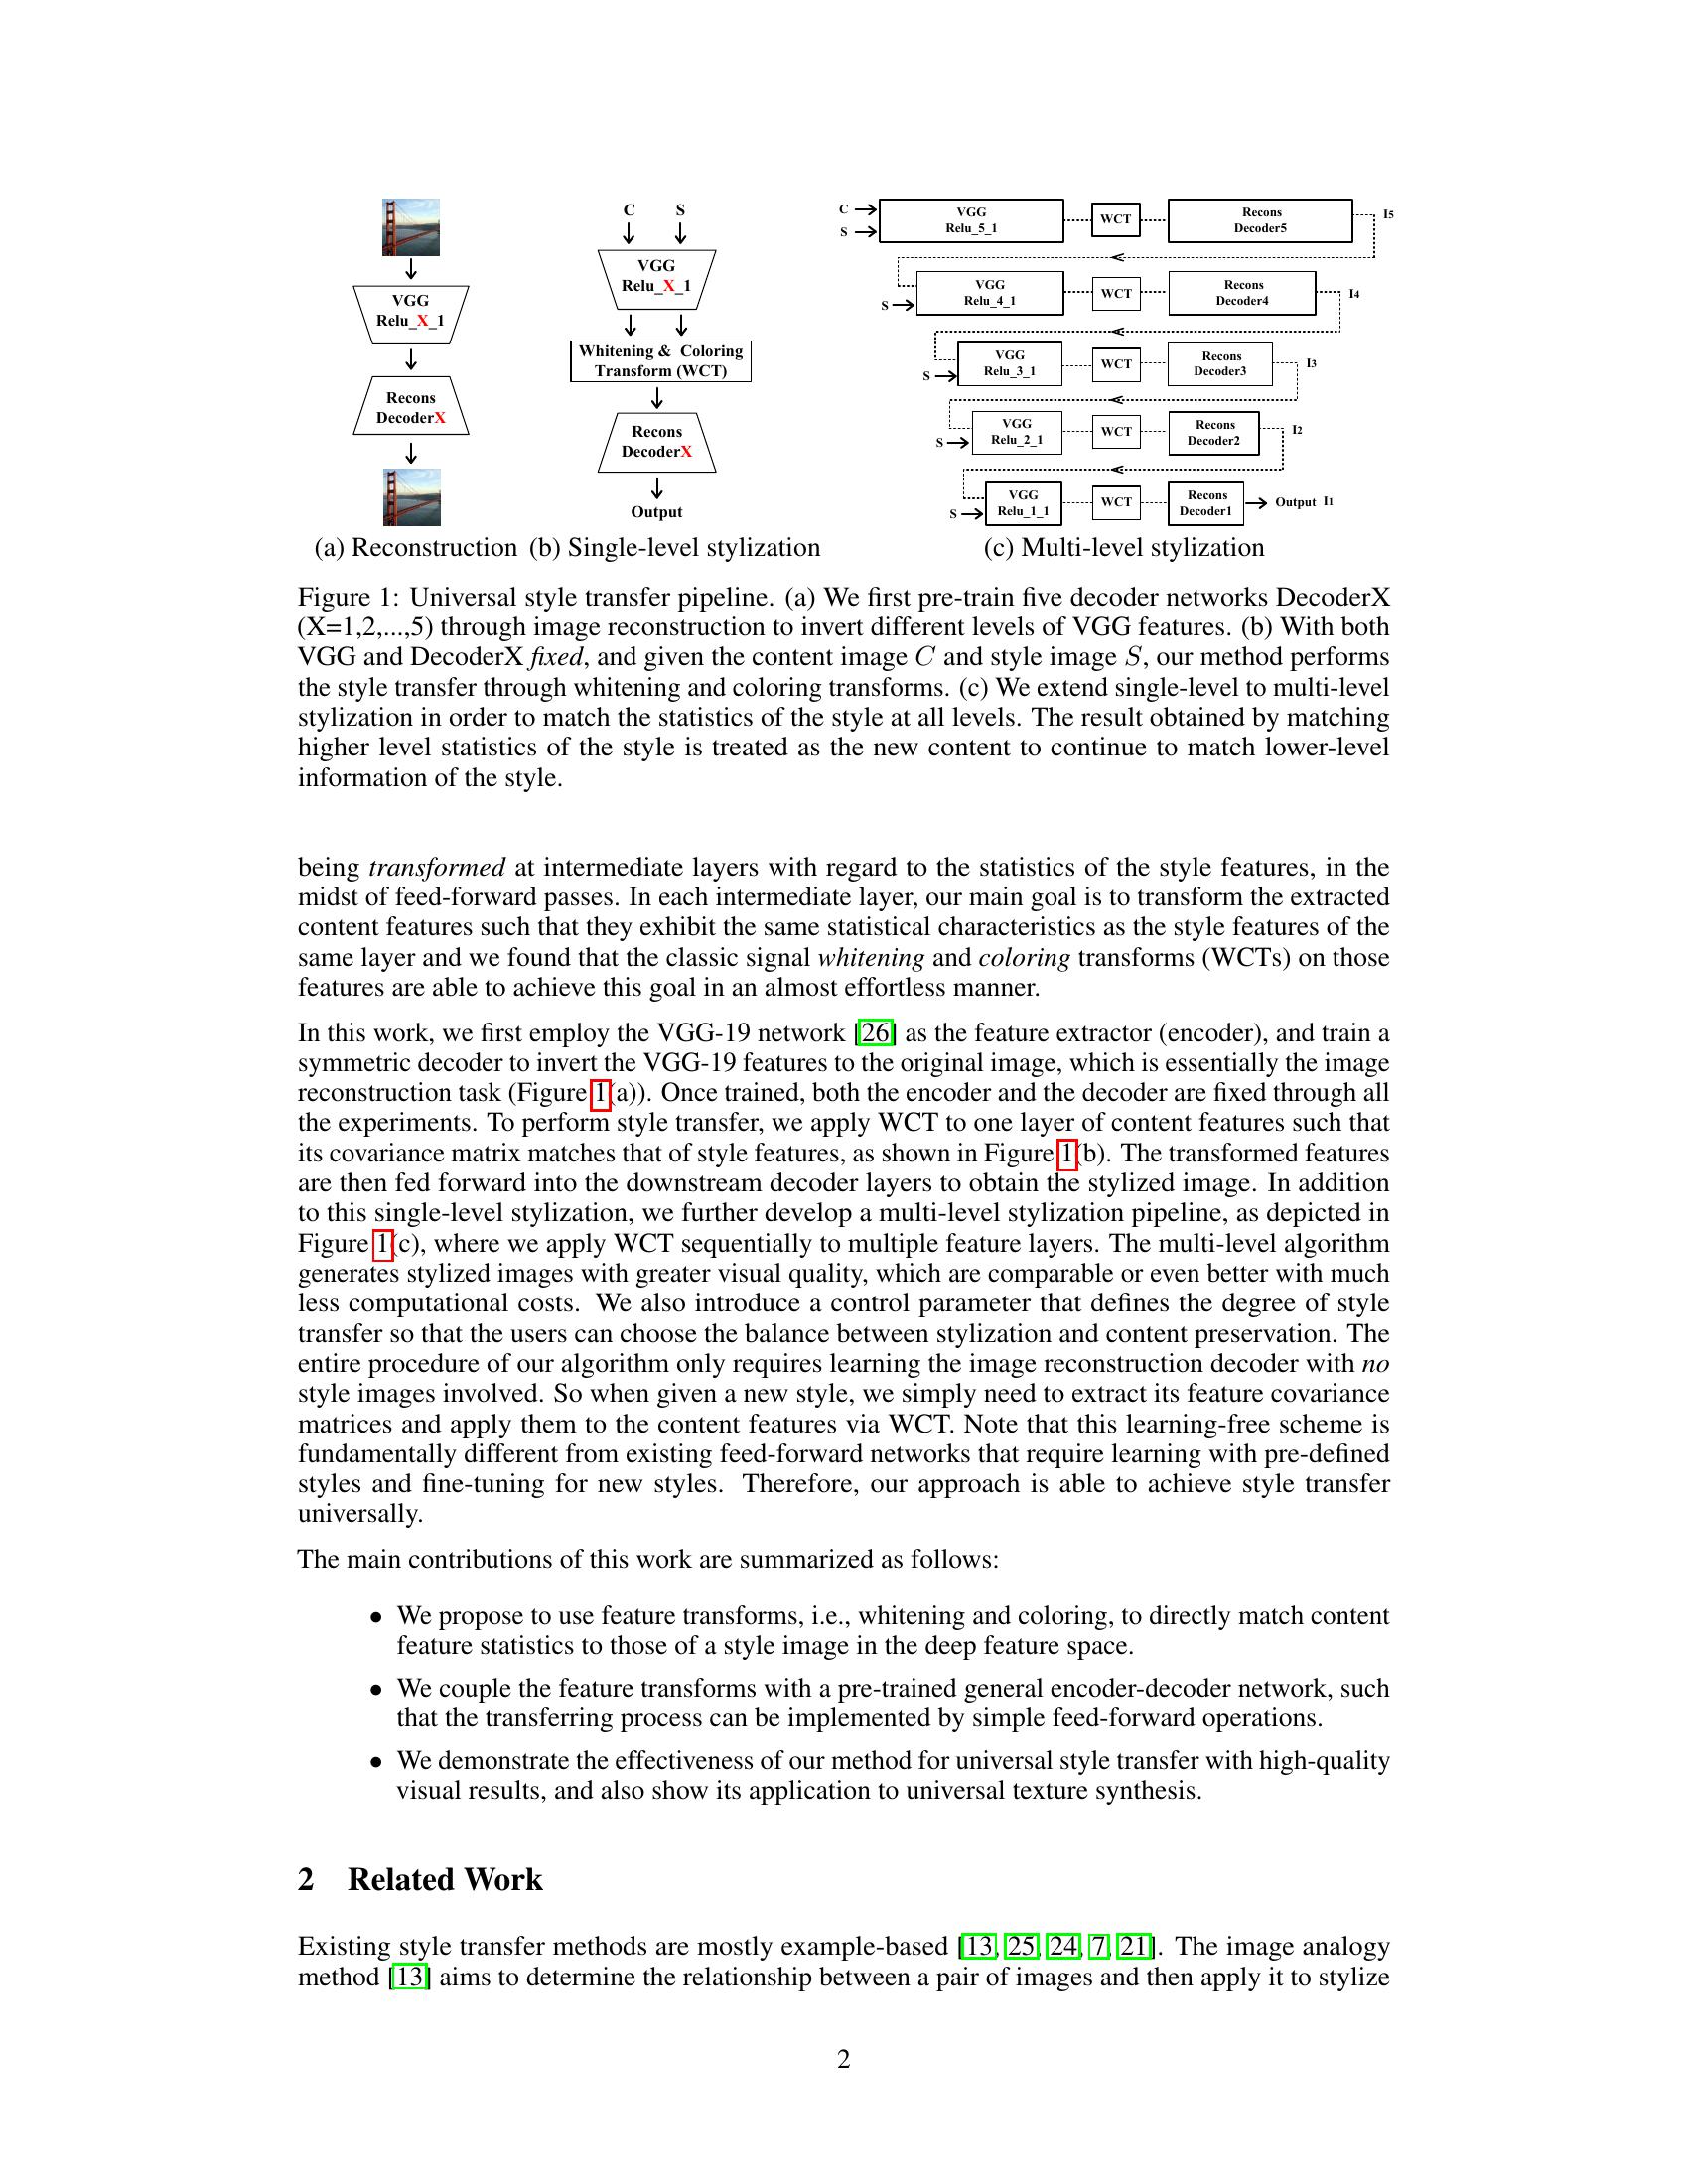 C S
VGG
Relu_X_1
Recons
DecoderX
(a) Reconstruction
VGG
Relu_X_1
Whitening & Coloring
Transform (WCT)
Recons
DecoderX
Output
(b) Single-level stylization
C
S
VGG
Relu_5_1
WCT
Recons
Decoder5
I5
S
VGG
Relu_4_1
WCT
Recons
Decoder4
I4
S
VGG
Relu_3_1
WCT
Recons
Decoder3
I3
S
VGG
Relu_2_1
WCT
Recons
Decoder2
I2
S
VGG
Relu_1_1
WCT
Recons
Decoder1
Output I1
(c) Multi-level stylization
Figure 1: Universal style transfer pipeline. (a) We first pre-train five decoder networks DecoderX
(X=1,2,...,5) through image reconstruction to invert different levels of VGG features. (b) With both
VGG and DecoderX fixed, and given the content image C and style image S, our method performs
the style transfer through whitening and coloring transforms. (c) We extend single-level to multi-level
stylization in order to match the statistics of the style at all levels. The result obtained by matching
higher level statistics of the style is treated as the new content to continue to match lower-level
information of the style.
being transformed at intermediate layers with regard to the statistics of the style features, in the
midst of feed-forward passes. In each intermediate layer, our main goal is to transform the extracted
content features such that they exhibit the same statistical characteristics as the style features of the
same layer and we found that the classic signal whitening and coloring transforms (WCTs) on those
features are able to achieve this goal in an almost effortless manner.
In this work, we first employ the VGG-19 network [26] as the feature extractor (encoder), and train a
symmetric decoder to invert the VGG-19 features to the original image, which is essentially the image
reconstruction task (Figure 1(a)). Once trained, both the encoder and the decoder are fixed through all
the experiments. To perform style transfer, we apply WCT to one layer of content features such that
its covariance matrix matches that of style features, as shown in Figure 1(b). The transformed features
are then fed forward into the downstream decoder layers to obtain the stylized image. In addition
to this single-level stylization, we further develop a multi-level stylization pipeline, as depicted in
Figure 1(c), where we apply WCT sequentially to multiple feature layers. The multi-level algorithm
generates stylized images with greater visual quality, which are comparable or even better with much
less computational costs. We also introduce a control parameter that defines the degree of style
transfer so that the users can choose the balance between stylization and content preservation. The
entire procedure of our algorithm only requires learning the image reconstruction decoder with no
style images involved. So when given a new style, we simply need to extract its feature covariance
matrices and apply them to the content features via WCT. Note that this learning-free scheme is
fundamentally different from existing feed-forward networks that require learning with pre-defined
styles and fine-tuning for new styles. Therefore, our approach is able to achieve style transfer
universally.
The main contributions of this work are summarized as follows:
• We propose to use feature transforms, i.e., whitening and coloring, to directly match content
feature statistics to those of a style image in the deep feature space.
• We couple the feature transforms with a pre-trained general encoder-decoder network, such
that the transferring process can be implemented by simple feed-forward operations.
• We demonstrate the effectiveness of our method for universal style transfer with high-quality
visual results, and also show its application to universal texture synthesis.
2 Related Work
Existing style transfer methods are mostly example-based [13, 25, 24, 7, 21]. The image analogy
method [13] aims to determine the relationship between a pair of images and then apply it to stylize
2